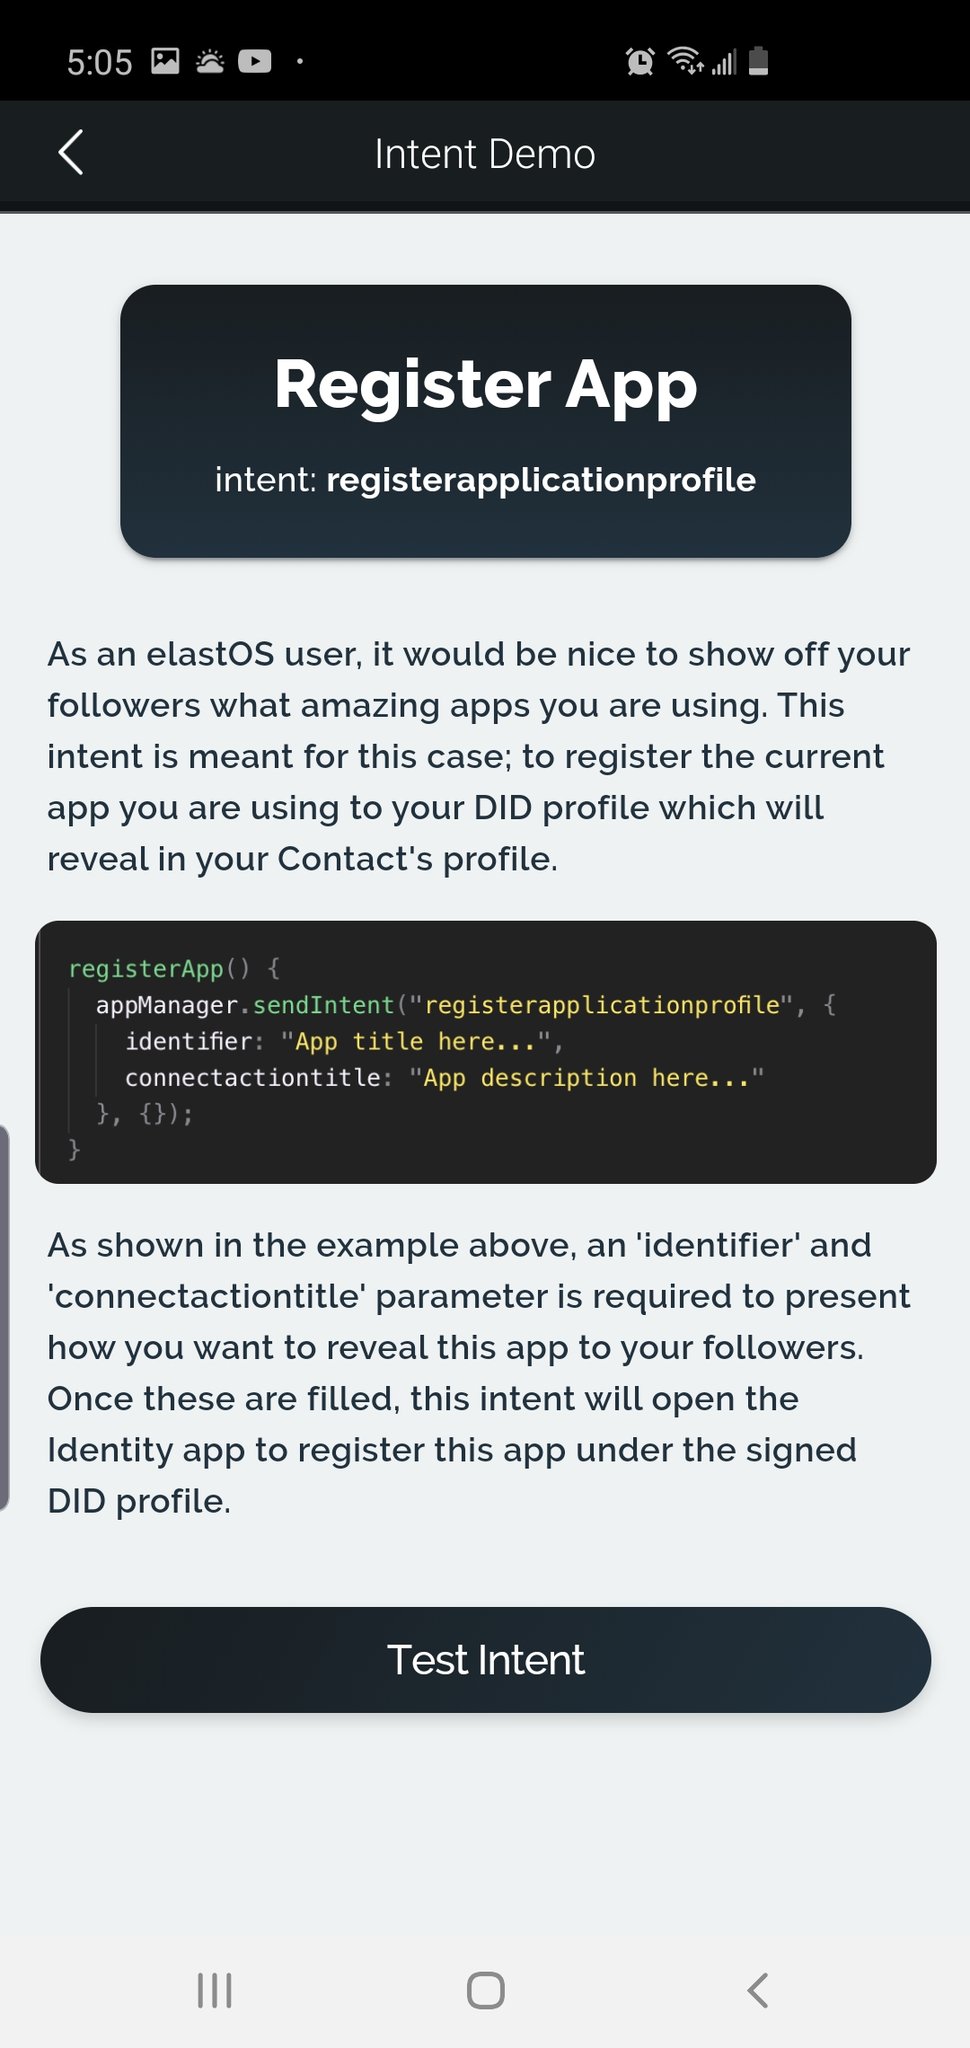 5:05
Intent Demo
Register App
intent: registerapplicationprofile
As an elastOS user, it would be nice to show off your
followers what amazing apps you are using. This
intent is meant for this case; to register the current
app you are using to your DID profile which will
reveal in your Contact's profile.
registerApp() {
appManager.sendIntent("registerapplicationprofile", {
identifier: "App title here...",
connectactiontitle: "App description here..."
}, {});
}
As shown in the example above, an 'identifier' and
'connectactiontitle' parameter is required to present
how you want to reveal this app to your followers.
Once these are filled, this intent will open the
Identity app to register this app under the signed
DID profile.
Test Intent